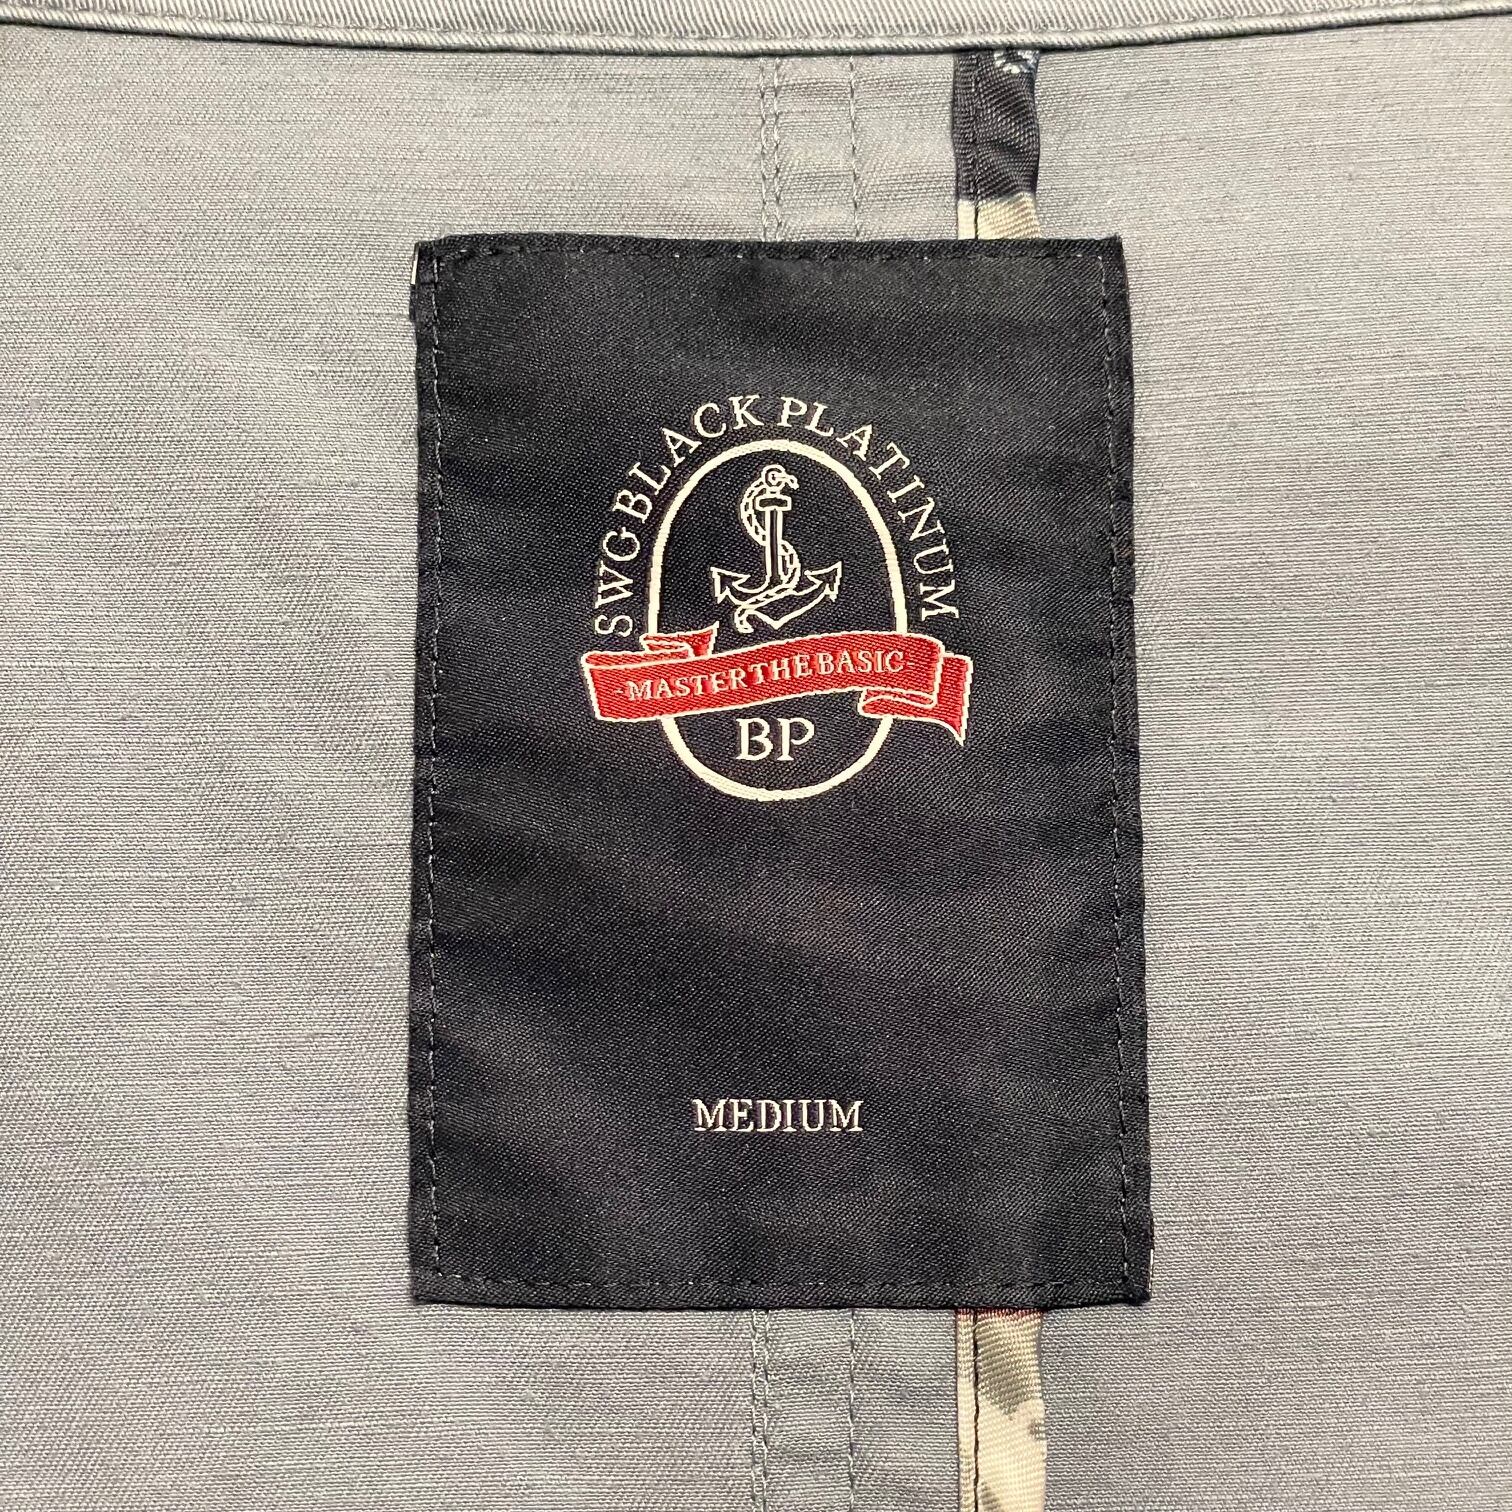 SWG BLACK PLATINUM
-MASTER THE BASIC-
BP
MEDIUM